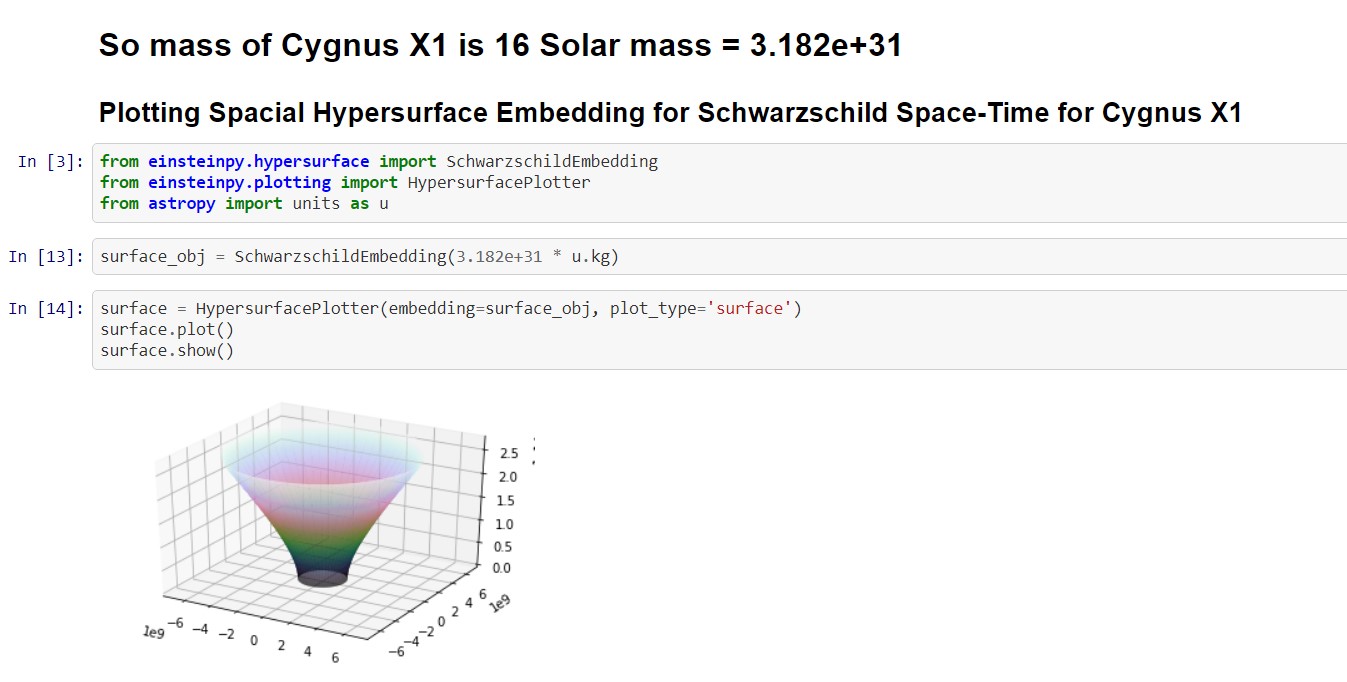 So mass of Cygnus X1 is 16 Solar mass = 3.182e+31
Plotting Spacial Hypersurface Embedding for Schwarzschild Space-Time for Cygnus X1
In [3]: from einsteinpy.hypersurface import SchwarzschildEmbedding
from einsteinpy.plotting import HypersurfacePlotter
from astropy import units as u
In [13]: surface_obj = SchwarzschildEmbedding(3.182e+31 * u.kg)
In [14]: surface = HypersurfacePlotter(embedding=surface_obj, plot_type='surface')
surface.plot()
surface.show()
2.5
2.0
1.5
1.0
0.5
0.0
1e9 −6 −4 −2 0 2 4 6
−6 −4 −2 0 2 4 6 1e9